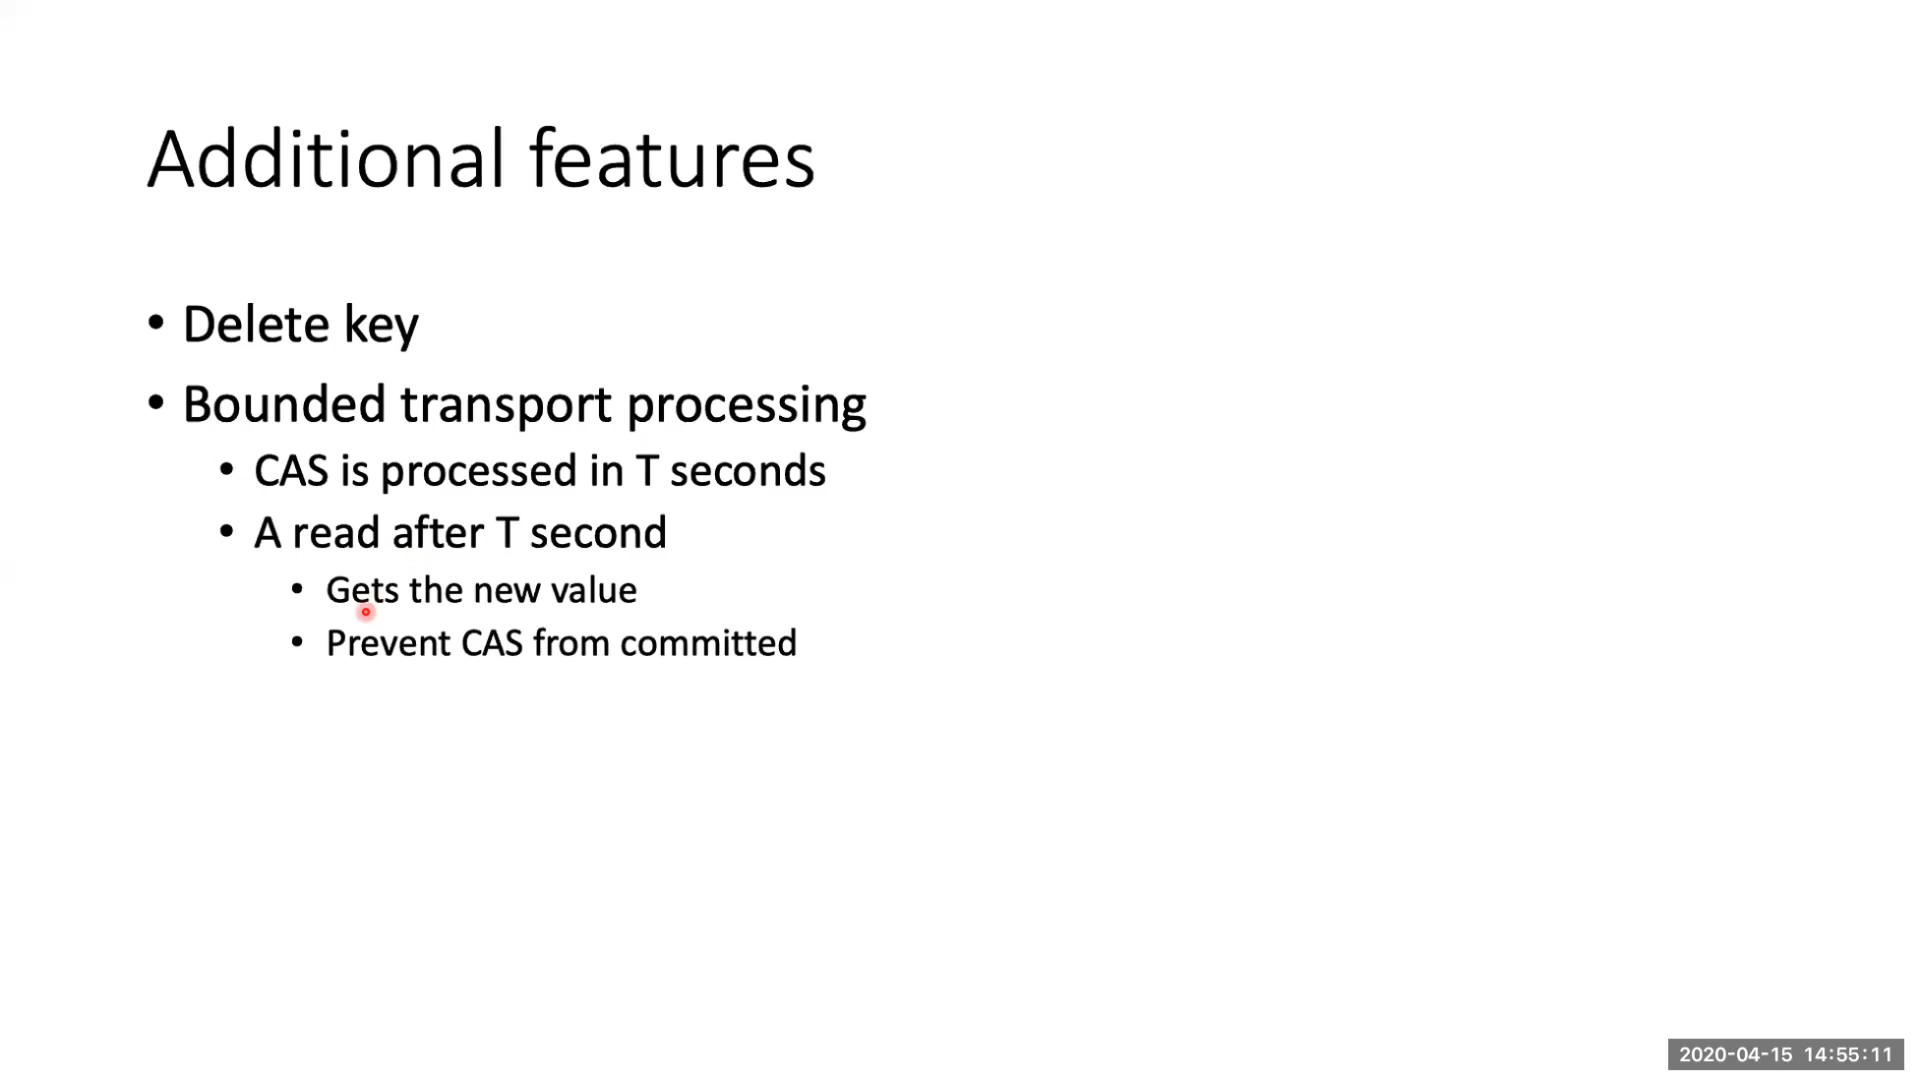 Additional features
• Delete key
• Bounded transport processing
• CAS is processed in T seconds
• A read after T second
• Gets the new value
• Prevent CAS from committed
2020-04-15 14:55:11